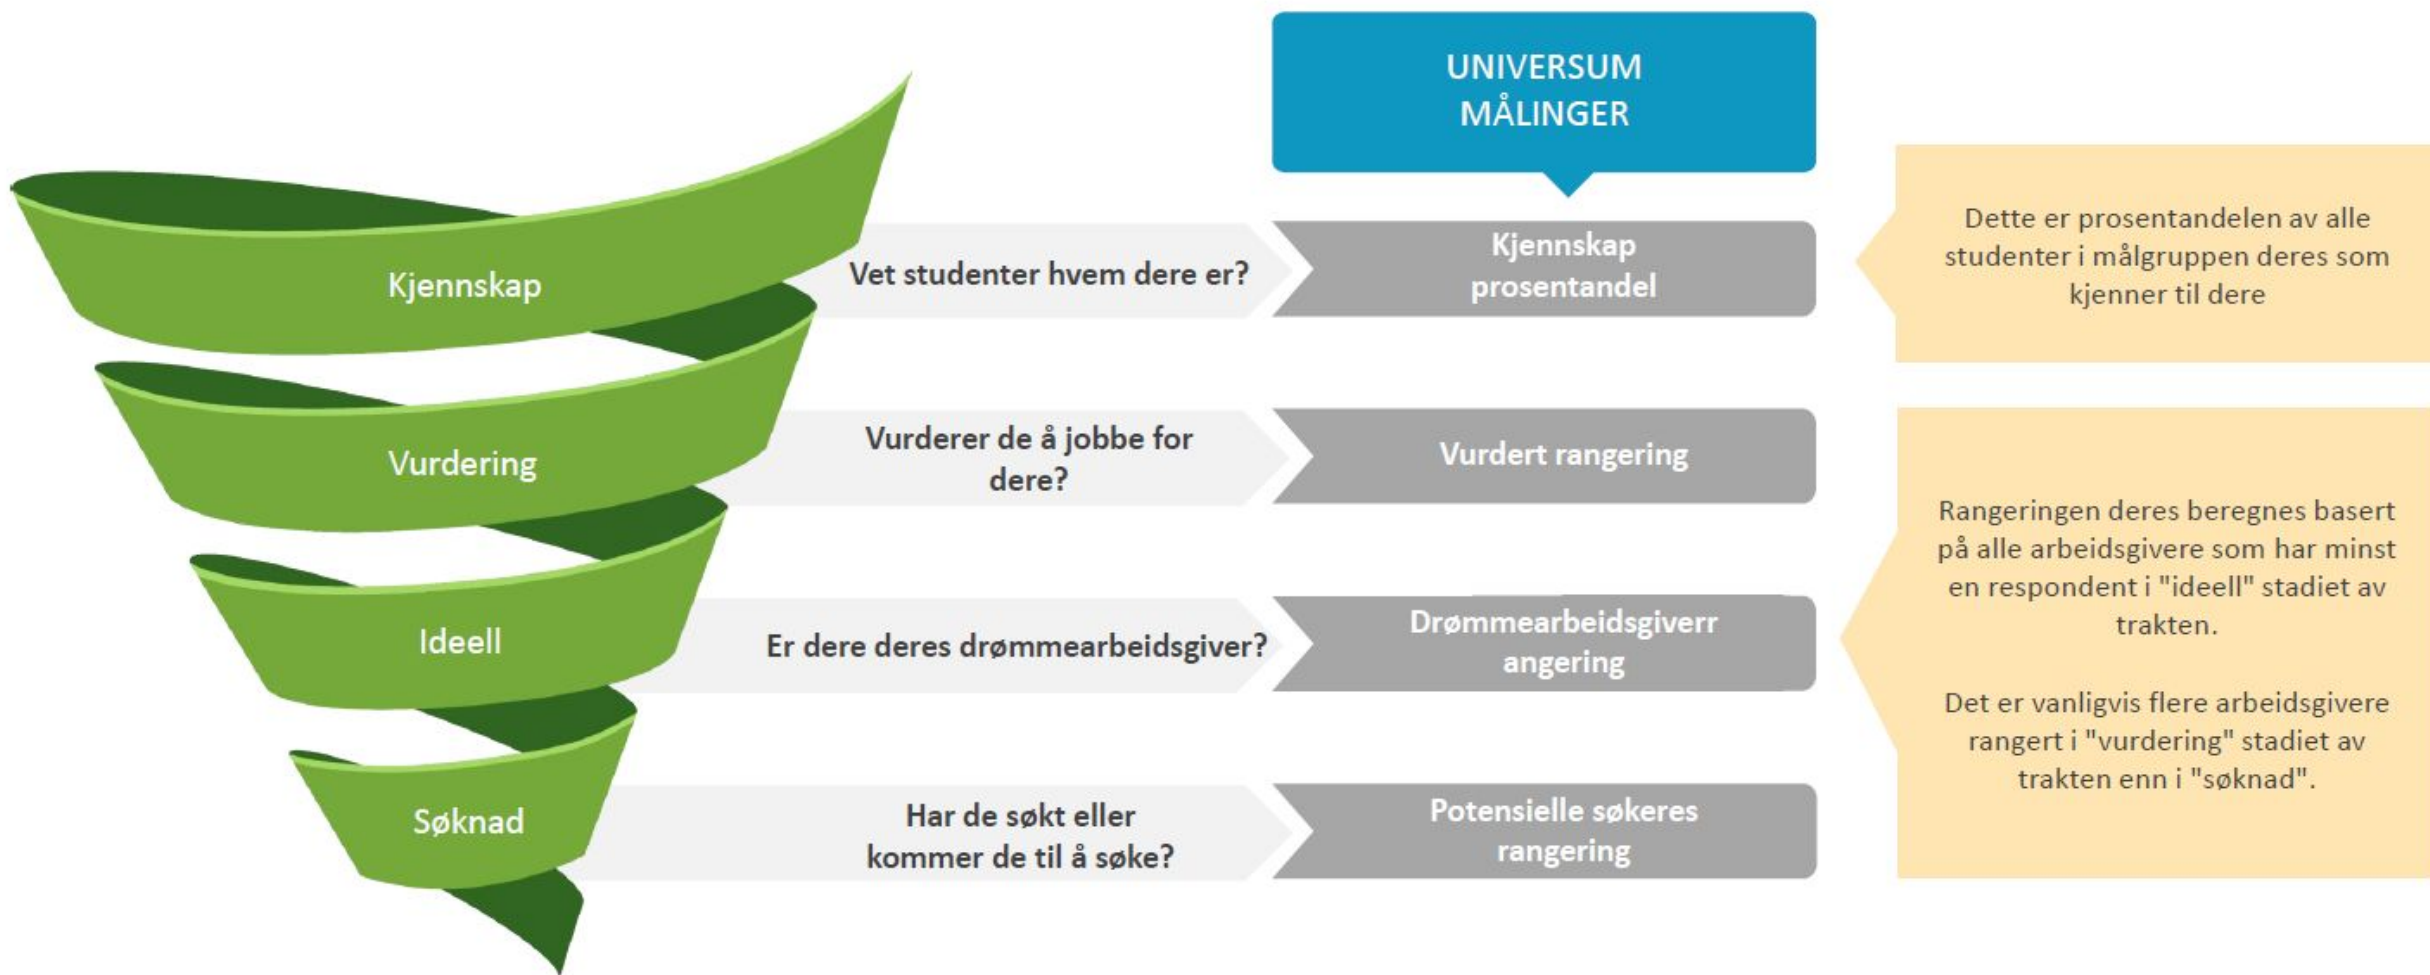 UNIVERSUM
MÅLINGER
Kjennskap
Vet studenter hvem dere er?
Kjennskap
prosentandel
Dette er prosentandelen av alle
studenter i målgruppen deres som
kjenner til dere
Vurdering
Vurderer de å jobbe for
dere?
Vurdert rangering
Ideell
Er dere deres drømmearbeidsgiver?
Drømmearbeidsgiverr
angering
Rangeringen deres beregnes basert
på alle arbeidsgivere som har minst
en respondent i "ideell" stadiet av
trakten.
Det er vanligvis flere arbeidsgivere
rangert i "vurdering" stadiet av
trakten enn i "søknad".
Søknad
Har de søkt eller
kommer de til å søke?
Potensielle søkeres
rangering